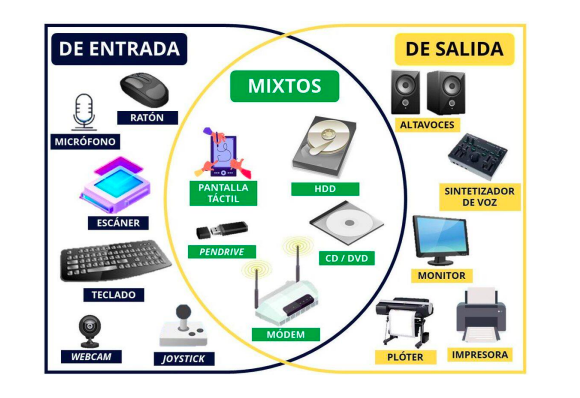 DE ENTRADA
DE SALIDA
MIXTOS
RATÓN
MICRÓFONO
ESCÁNER
TECLADO
WEBCAM
JOYSTICK
PANTALLA
TÁCTIL
HDD
PENDRIVE
CD / DVD
MÓDEM
ALTAVOCES
SINTETIZADOR
DE VOZ
MONITOR
PLÓTER
IMPRESORA